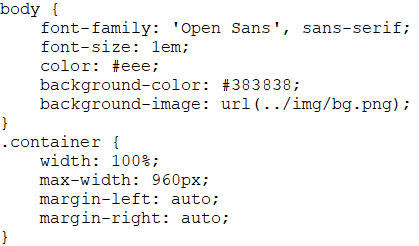 body {
    font-family: 'Open Sans', sans-serif;
    font-size: 1em;
    color: #eee;
    background-color: #383838;
    background-image: url(../img/bg.png);
}
.container {
    width: 100%;
    max-width: 960px;
    margin-left: auto;
    margin-right: auto;
}